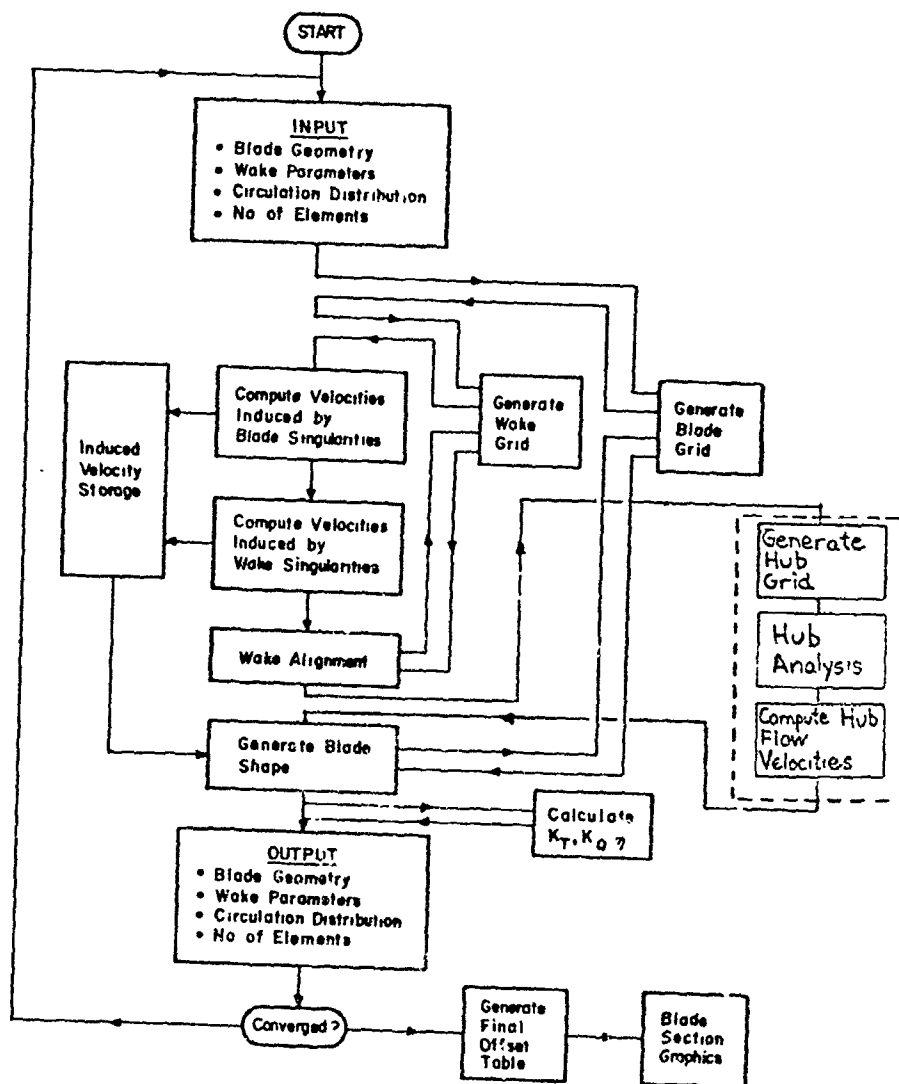 START
INPUT
• Blade Geometry
• Wake Parameters
• Circulation Distribution
• No of Elements
Compute Velocities
Induced by
Blade Singularities
Generate
Wake
Grid
Generate
Blade
Grid
Induced
Velocity
Storage
Compute Velocities
Induced by
Wake Singularities
Generate
Hub
Grid
Hub
Analysis
Wake Alignment
Compute Hub
Flow
Velocities
Generate Blade
Shape
Calculate
KT, KQ ?
OUTPUT
• Blade Geometry
• Wake Parameters
• Circulation Distribution
• No of Elements
Converged?
Generate
Final
Offset
Table
Blade
Section
Graphics